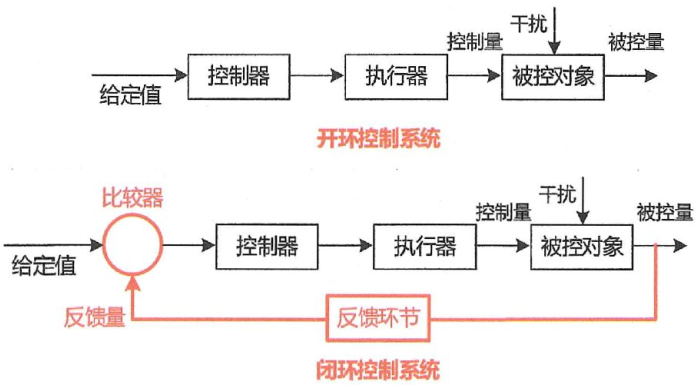 干扰
控制量
被控量
给定值
控制器
执行器
被控对象
开环控制系统
比较器
干扰
控制量
被控量
给定值
控制器
执行器
被控对象
反馈量
反馈环节
闭环控制系统